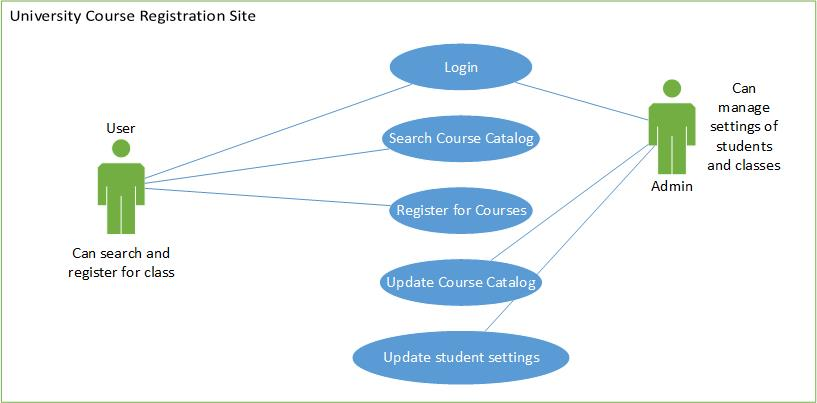 University Course Registration Site
Login
Can
manage
settings of
students
and classes
User
Search Course Catalog
Admin
Register for Courses
Can search and
register for class
Update Course Catalog
Update student settings